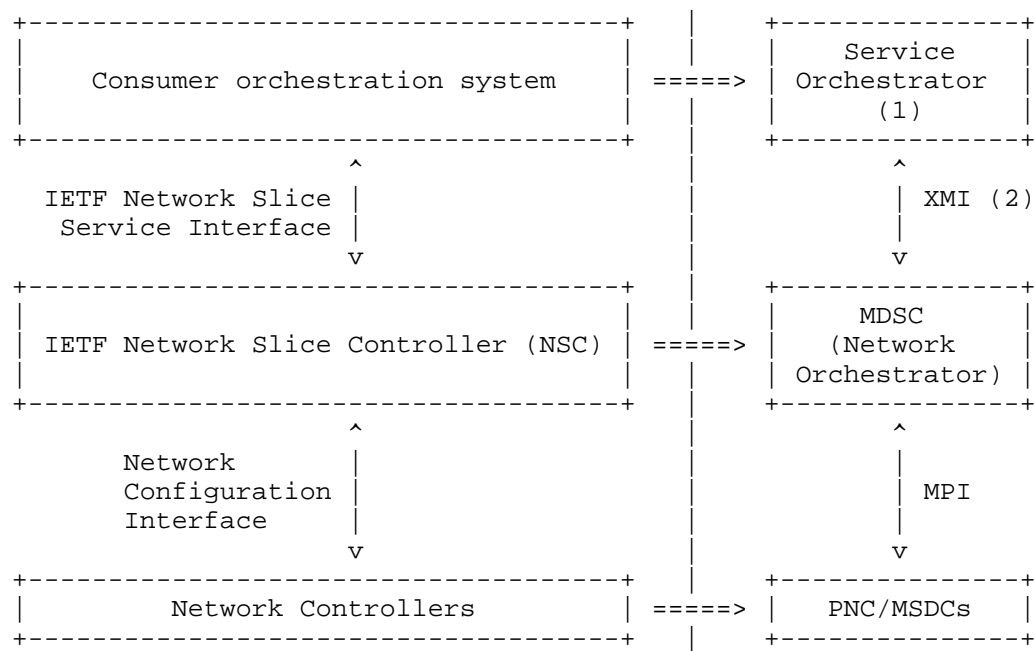 Service
Consumer orchestration system =====> Orchestrator
(1)
IETF Network Slice XMI (2)
Service Interface
MDSC
IETF Network Slice Controller (NSC) =====> (Network
Orchestrator)
Network
Configuration MPI
Interface
Network Controllers =====> PNC/MSDCs